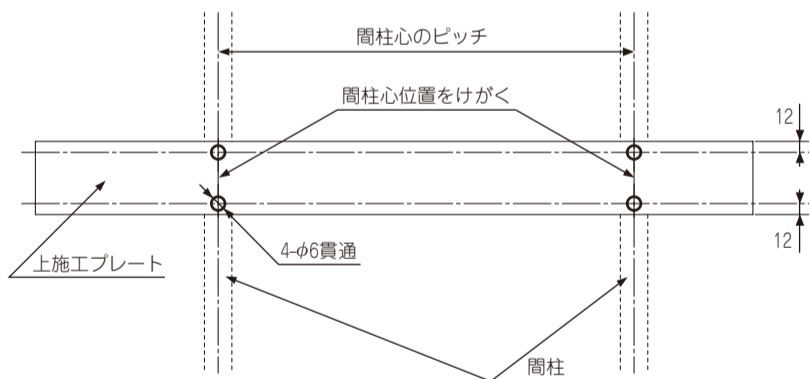 間柱心のピッチ
間柱心位置をけがく
12
12
4-φ6貫通
上施工プレート
間柱